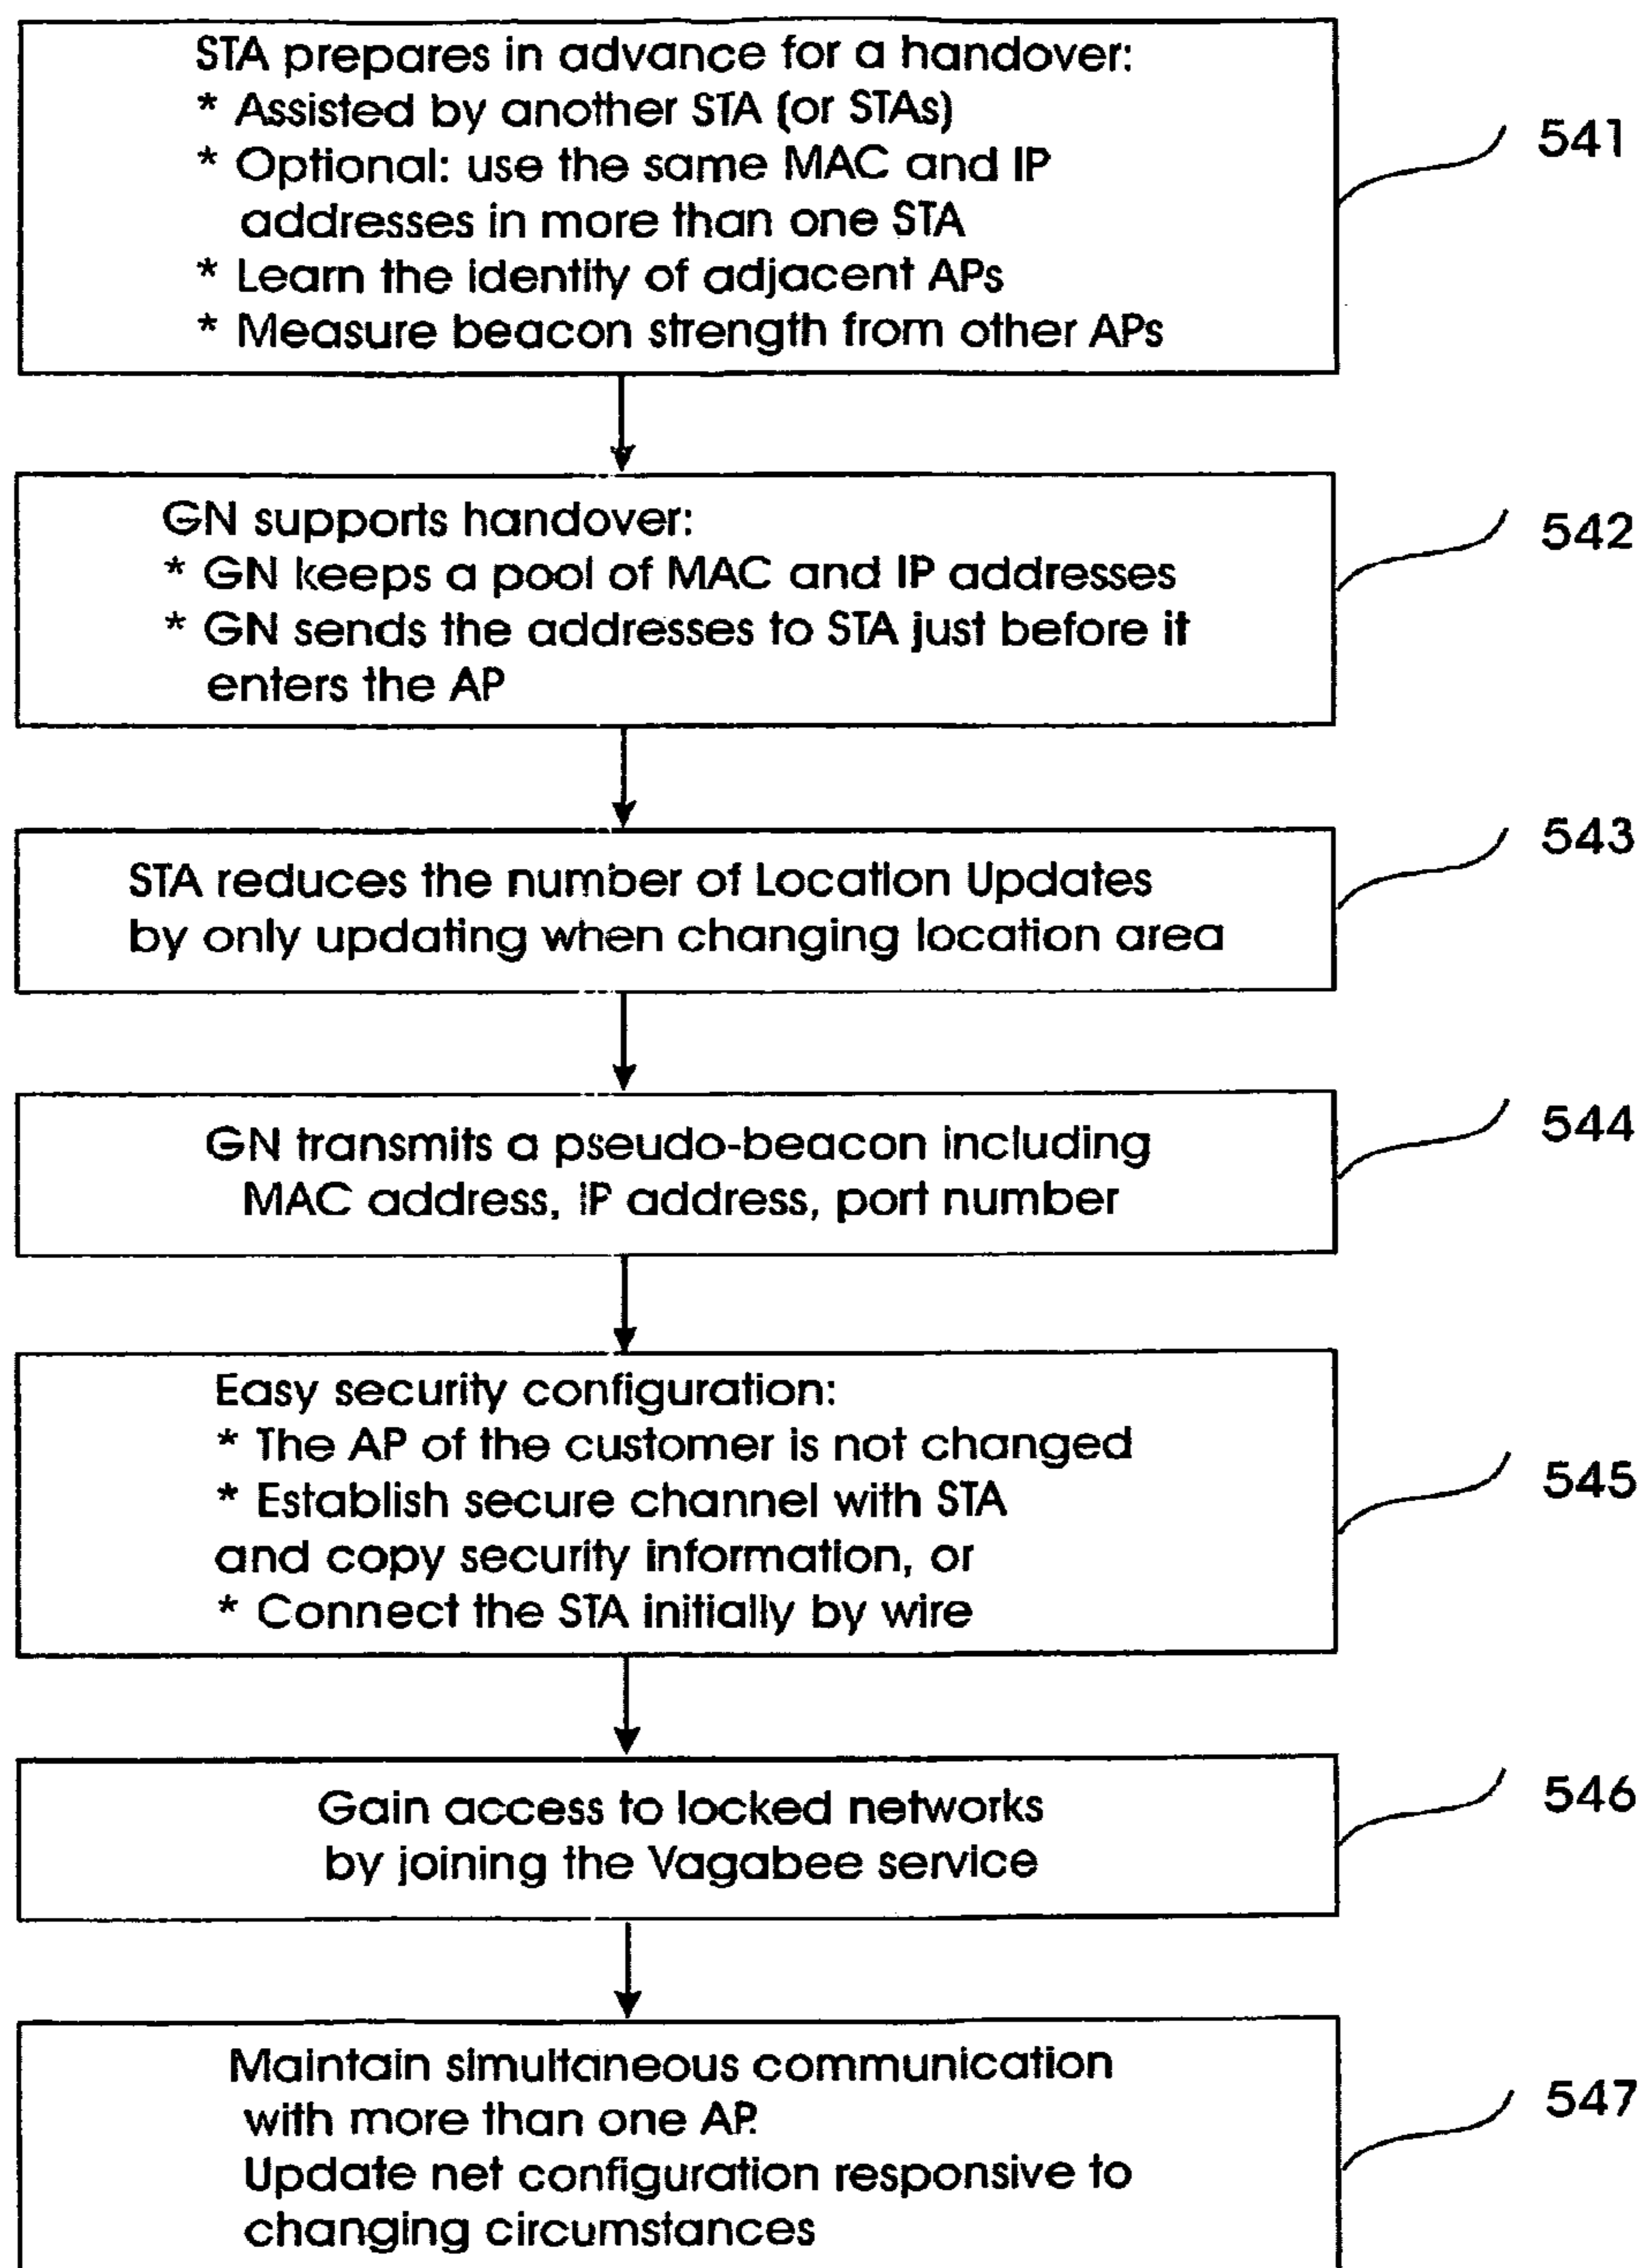 STA prepares in advance for a handover:
* Assisted by another STA (or STAs)
* Optional: use the same MAC and IP
addresses in more than one STA
* Learn the identity of adjacent APs
* Measure beacon strength from other APs
541
GN supports handover:
* GN keeps a pool of MAC and IP addresses
* GN sends the addresses to STA just before it
enters the AP
542
STA reduces the number of Location Updates
by only updating when changing location area
543
GN transmits a pseudo-beacon including
MAC address, IP address, port number
544
Easy security configuration:
* The AP of the customer is not changed
* Establish secure channel with STA
and copy security information, or
* Connect the STA initially by wire
545
Gain access to locked networks
by joining the Vagabee service
546
Maintain simultaneous communication
with more than one AP.
Update net configuration responsive to
changing circumstances
547